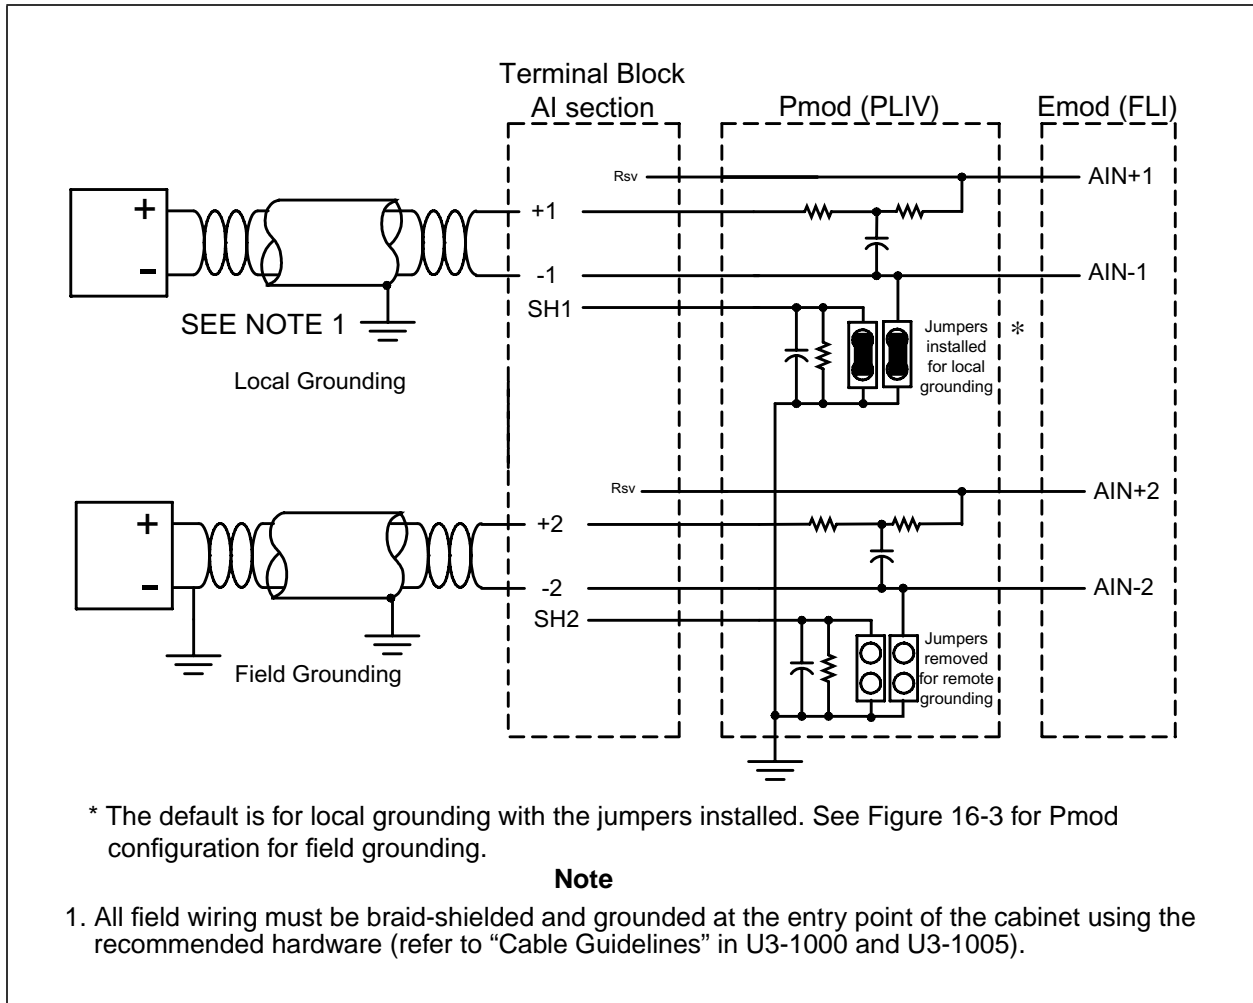 Terminal Block
AI section
Pmod (PLIV)
Emod (FLI)
Rsv
AIN+1
+
+1
-
-1
AIN-1
SH1
SEE NOTE 1
Local Grounding
Jumpers
installed
for local
grounding
*
Rsv
AIN+2
+
+2
-
-2
AIN-2
SH2
Field Grounding
Jumpers
removed
for remote
grounding
* The default is for local grounding with the jumpers installed. See Figure 16-3 for Pmod
configuration for field grounding.
Note
1. All field wiring must be braid-shielded and grounded at the entry point of the cabinet using the
recommended hardware (refer to “Cable Guidelines” in U3-1000 and U3-1005).